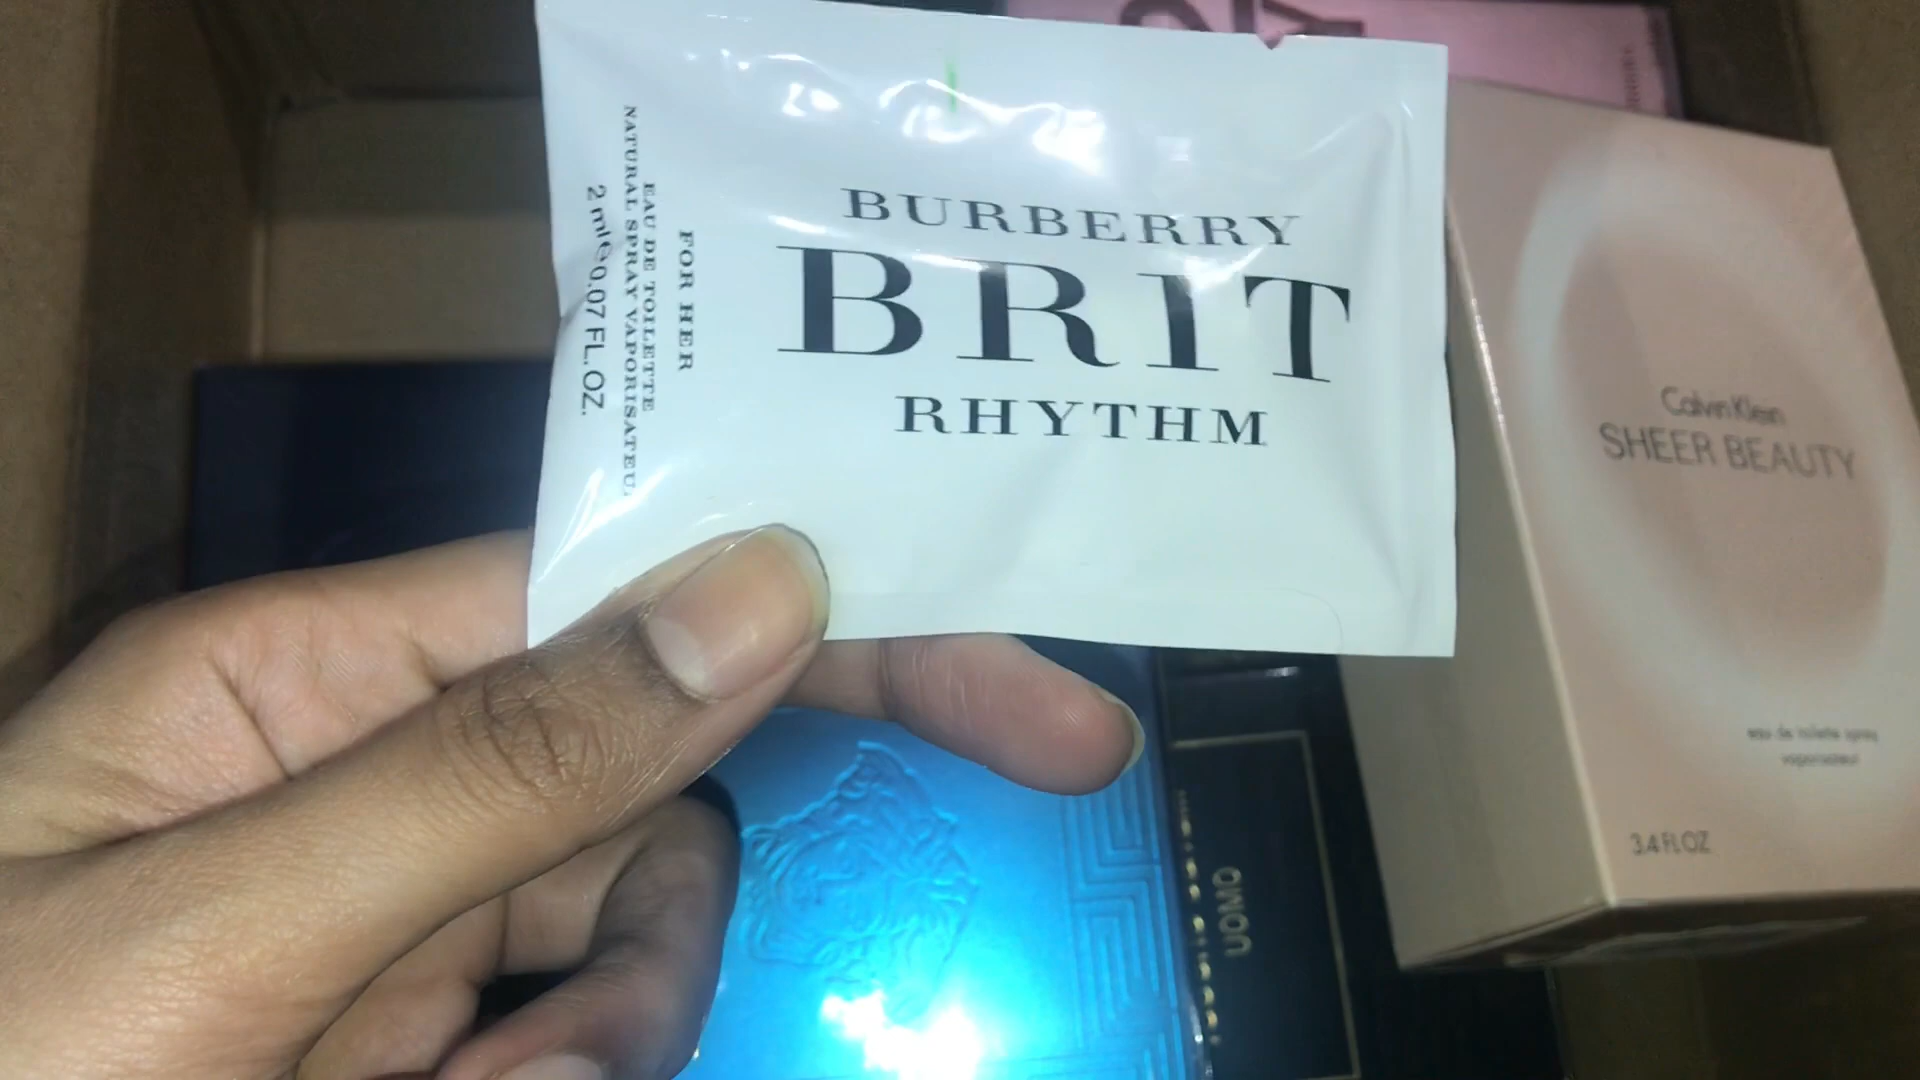 BURBERRY
BRIT
RHYTHM
FOR HER
EAU DE TOILETTE
NATURAL SPRAY VAPORISATEU
2 ml e 0.07 FL.OZ.
Calvin Klein
SHEER BEAUTY
eau de toilette spray
vaporisateur
3.4 FL OZ
UOMO